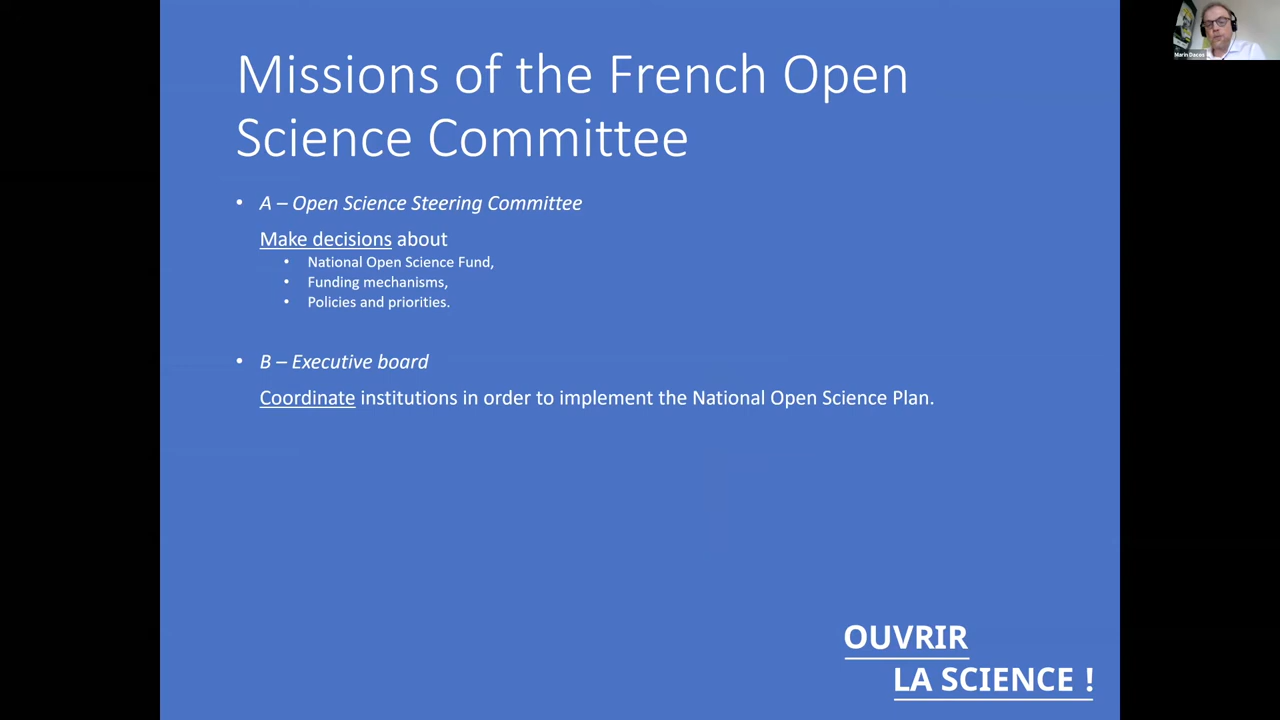 Missions of the French Open
Science Committee
• A – Open Science Steering Committee
Make decisions about
• National Open Science Fund,
• Funding mechanisms,
• Policies and priorities.
• B – Executive board
Coordinate institutions in order to implement the National Open Science Plan.
OUVRIR
LA SCIENCE !
Marin Dacos